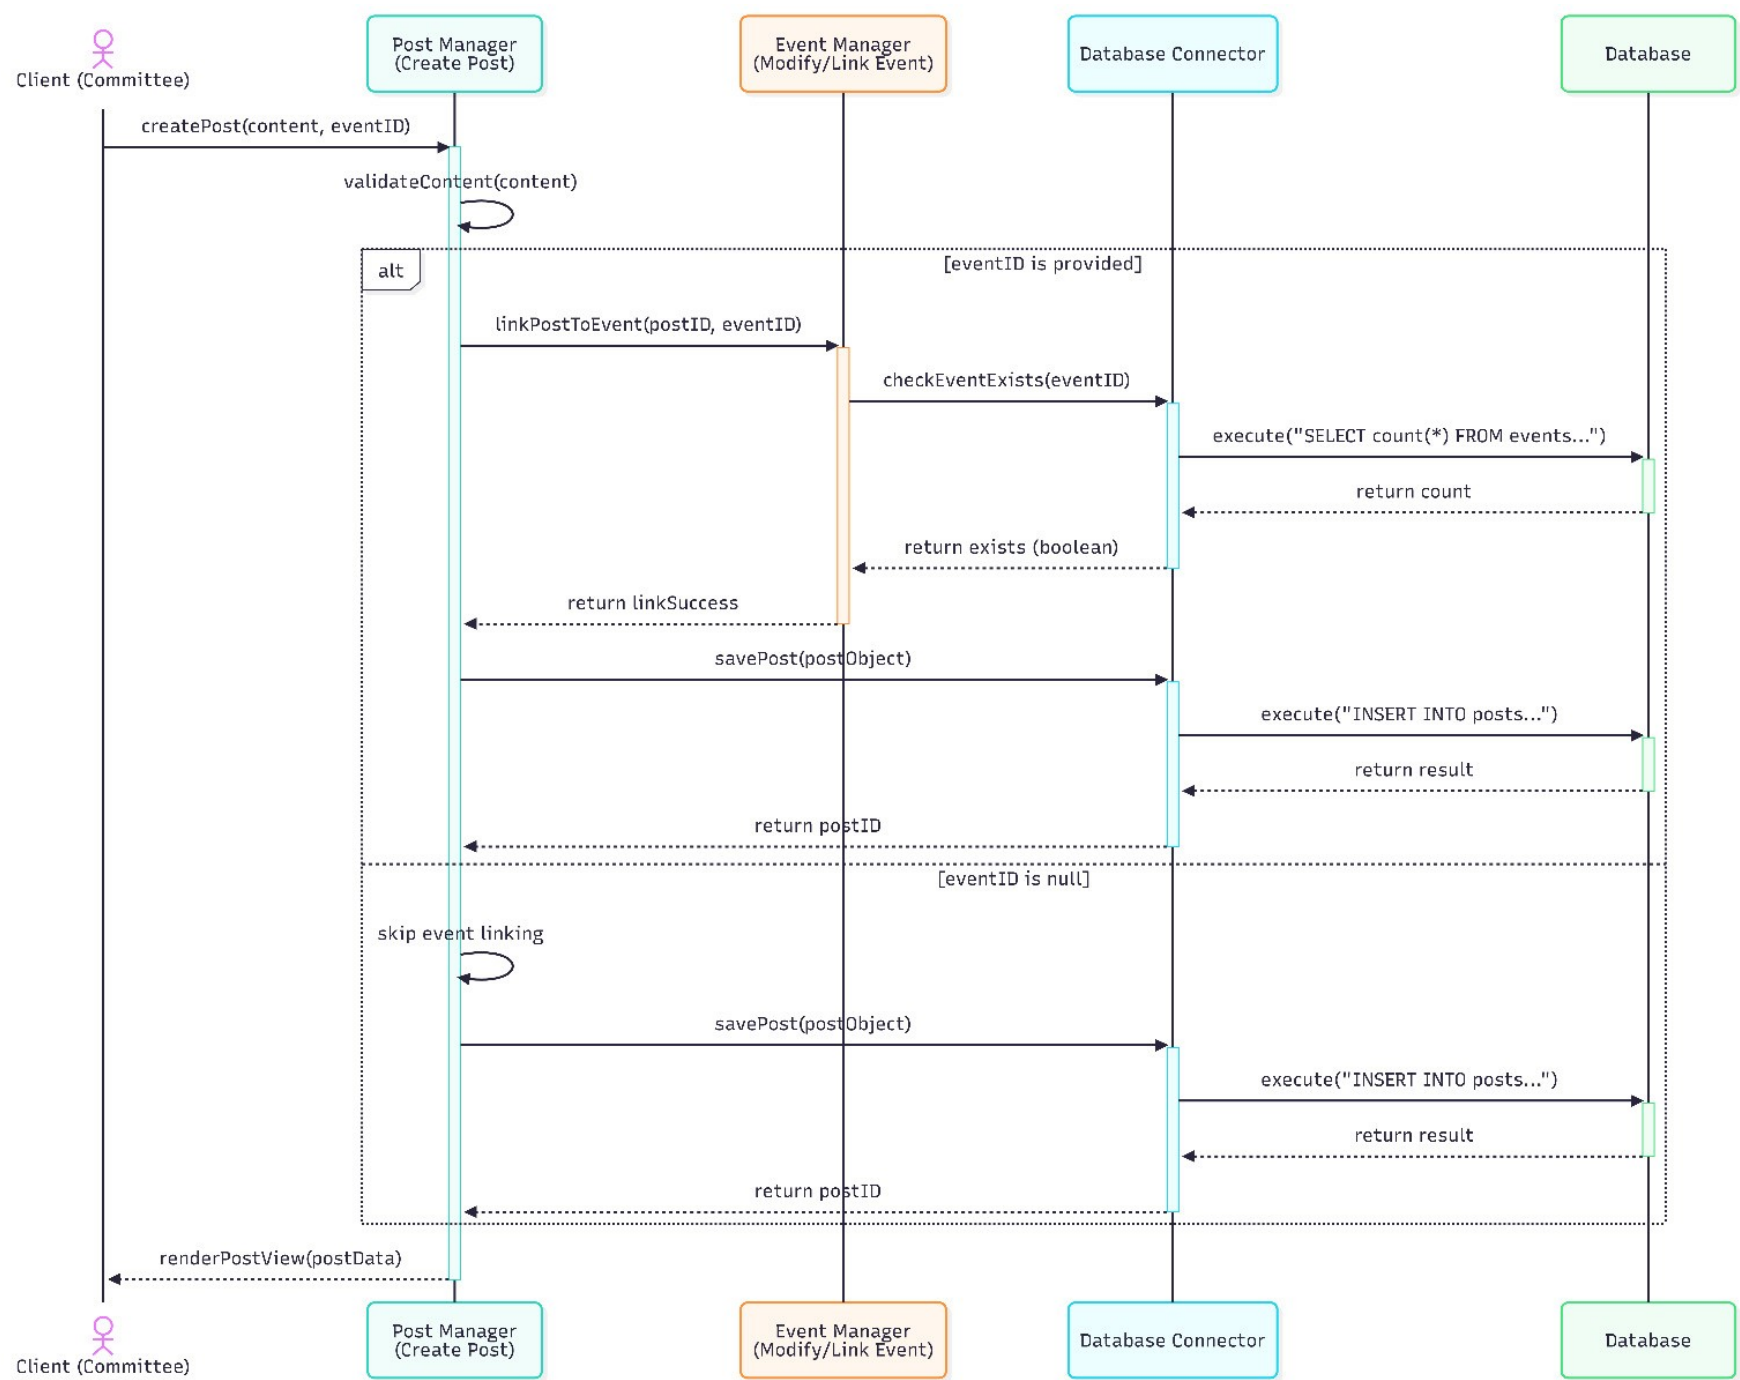 Client (Committee)
Post Manager
(Create Post)
Event Manager
(Modify/Link Event)
Database Connector
Database
createPost(content, eventID)
validateContent(content)
alt
[eventID is provided]
linkPostToEvent(postID, eventID)
checkEventExists(eventID)
execute("SELECT count(*) FROM events...")
return count
return exists (boolean)
return linkSuccess
savePost(postObject)
execute("INSERT INTO posts...")
return result
return postID
[eventID is null]
skip event linking
savePost(postObject)
execute("INSERT INTO posts...")
return result
return postID
renderPostView(postData)
Client (Committee)
Post Manager
(Create Post)
Event Manager
(Modify/Link Event)
Database Connector
Database